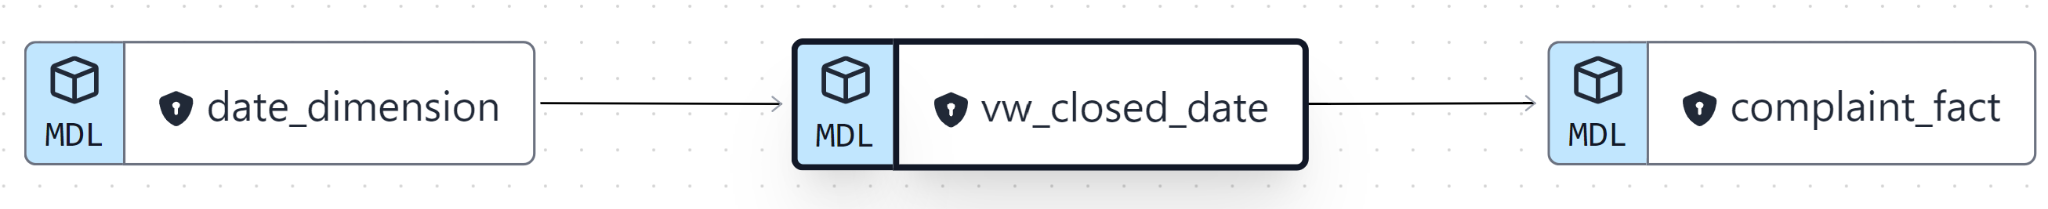 MDL
date_dimension
MDL
vw_closed_date
MDL
complaint_fact